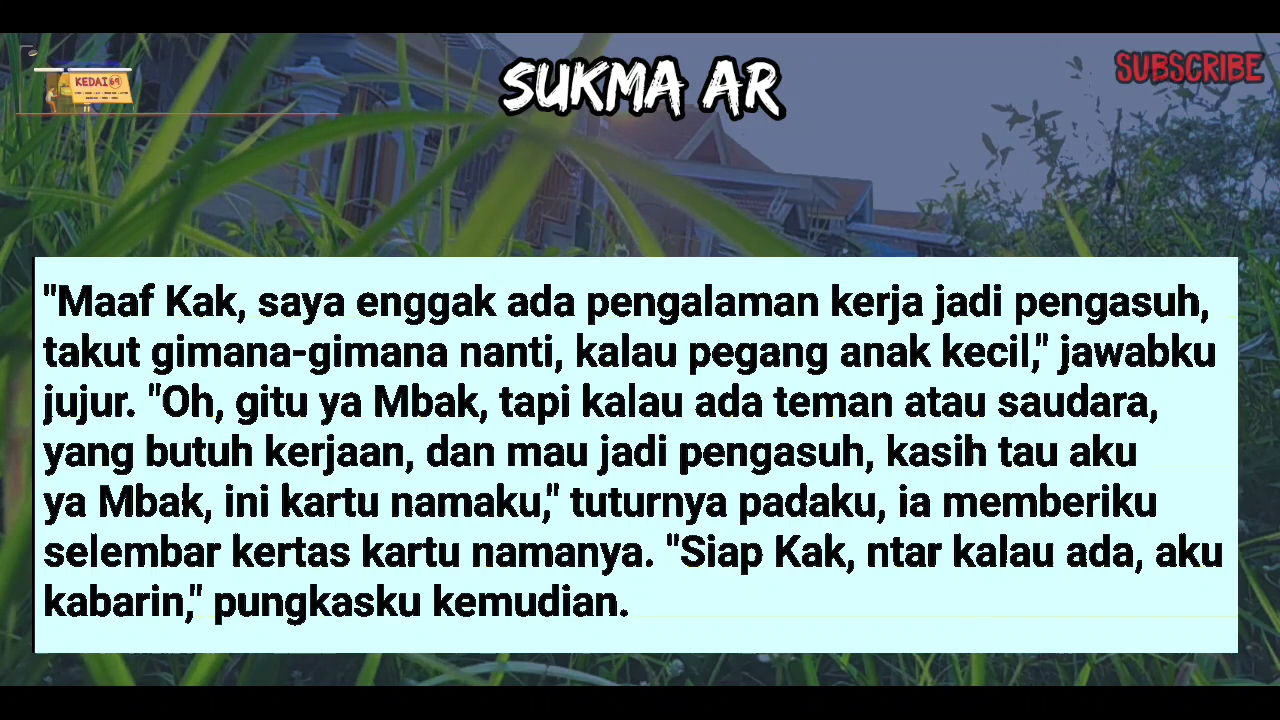 KEDAI 69
SUKMA AR
SUBSCRIBE
"Maaf Kak, saya enggak ada pengalaman kerja jadi pengasuh,
takut gimana-gimana nanti, kalau pegang anak kecil," jawabku
jujur. "Oh, gitu ya Mbak, tapi kalau ada teman atau saudara,
yang butuh kerjaan, dan mau jadi pengasuh, kasih tau aku
ya Mbak, ini kartu namaku," tuturnya padaku, ia memberiku
selembar kertas kartu namanya. "Siap Kak, ntar kalau ada, aku
kabarin," pungkasku kemudian.